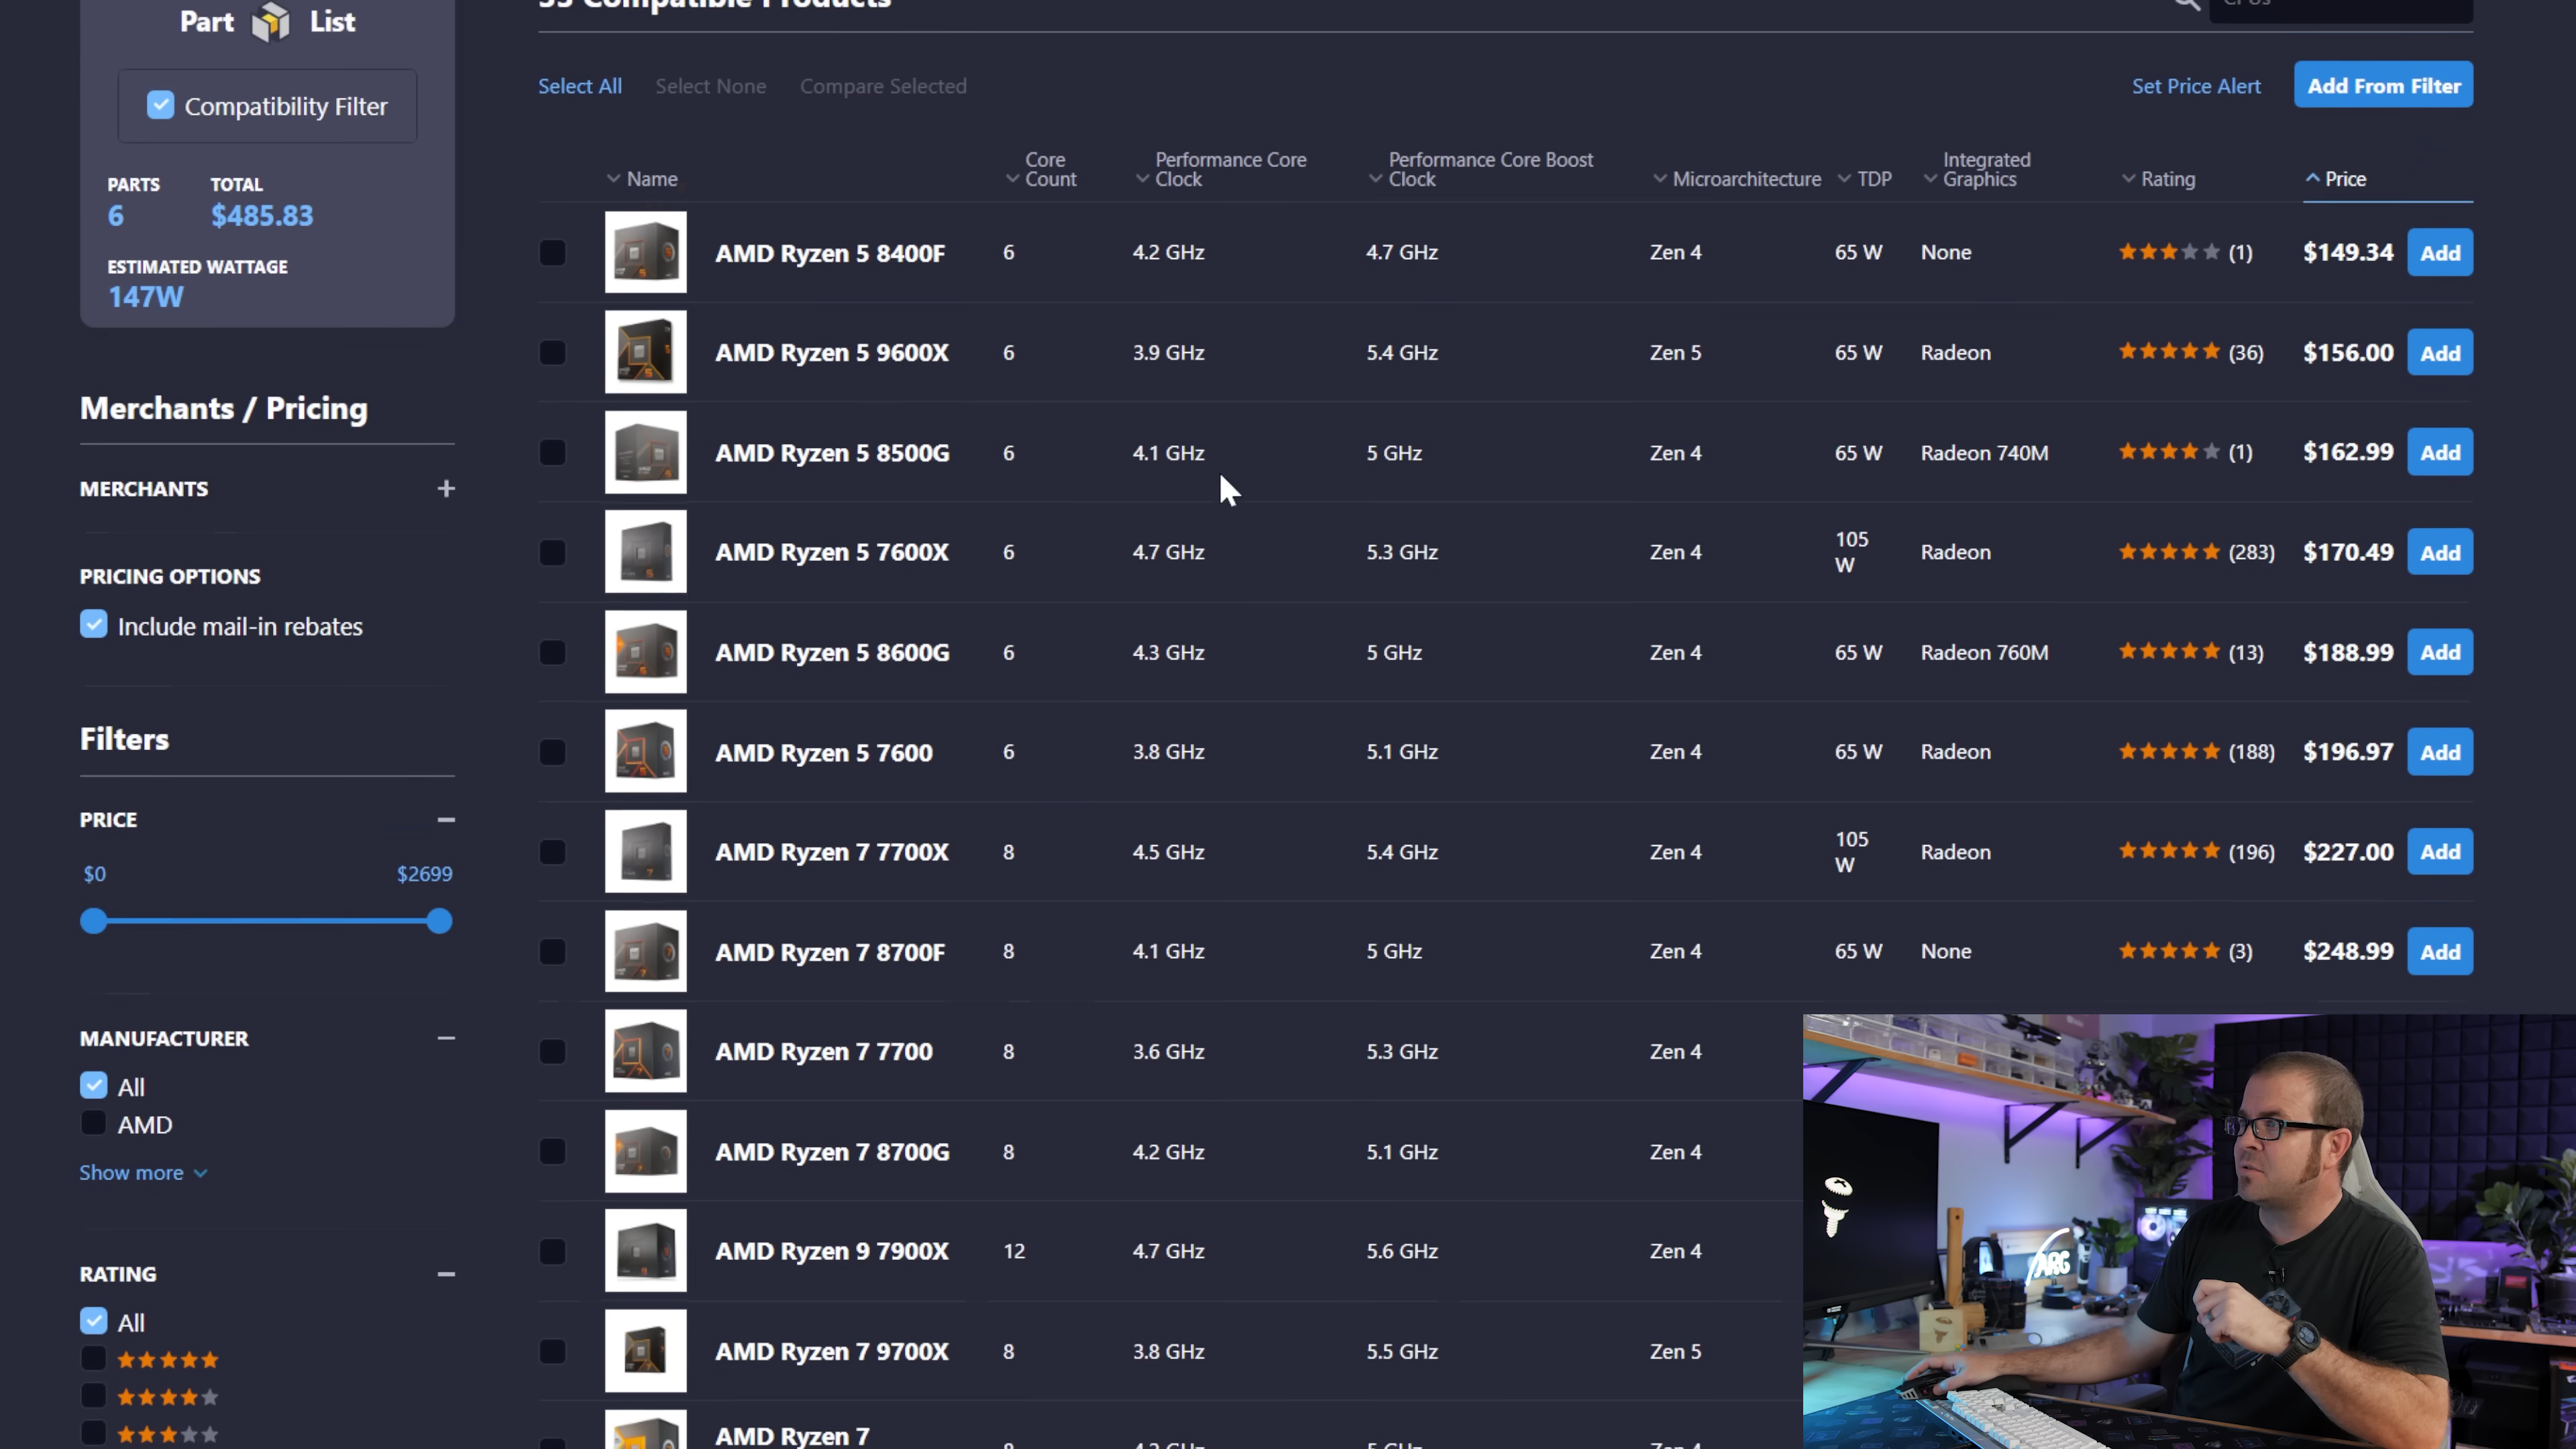 Part List
Compatibility Filter
PARTS TOTAL
6 $485.83
ESTIMATED WATTAGE
147W
Merchants / Pricing
MERCHANTS
PRICING OPTIONS
Include mail-in rebates
Filters
PRICE
$0 $2699
MANUFACTURER
All
AMD
Show more
RATING
All
Compatible Products
Select All Select None Compare Selected Set Price Alert Add From Filter
Name Core Count Performance Core Clock Performance Core Boost Clock Microarchitecture TDP Integrated Graphics Rating Price
AMD Ryzen 5 8400F 6 4.2 GHz 4.7 GHz Zen 4 65 W None (1) $149.34 Add
AMD Ryzen 5 9600X 6 3.9 GHz 5.4 GHz Zen 5 65 W Radeon (36) $156.00 Add
AMD Ryzen 5 8500G 6 4.1 GHz 5 GHz Zen 4 65 W Radeon 740M (1) $162.99 Add
AMD Ryzen 5 7600X 6 4.7 GHz 5.3 GHz Zen 4 105 W Radeon (283) $170.49 Add
AMD Ryzen 5 8600G 6 4.3 GHz 5 GHz Zen 4 65 W Radeon 760M (13) $188.99 Add
AMD Ryzen 5 7600 6 3.8 GHz 5.1 GHz Zen 4 65 W Radeon (188) $196.97 Add
AMD Ryzen 7 7700X 8 4.5 GHz 5.4 GHz Zen 4 105 W Radeon (196) $227.00 Add
AMD Ryzen 7 8700F 8 4.1 GHz 5 GHz Zen 4 65 W None (3) $248.99 Add
AMD Ryzen 7 7700 8 3.6 GHz 5.3 GHz Zen 4
AMD Ryzen 7 8700G 8 4.2 GHz 5.1 GHz Zen 4
AMD Ryzen 9 7900X 12 4.7 GHz 5.6 GHz Zen 4
AMD Ryzen 7 9700X 8 3.8 GHz 5.5 GHz Zen 5
AMD Ryzen 7
ARG